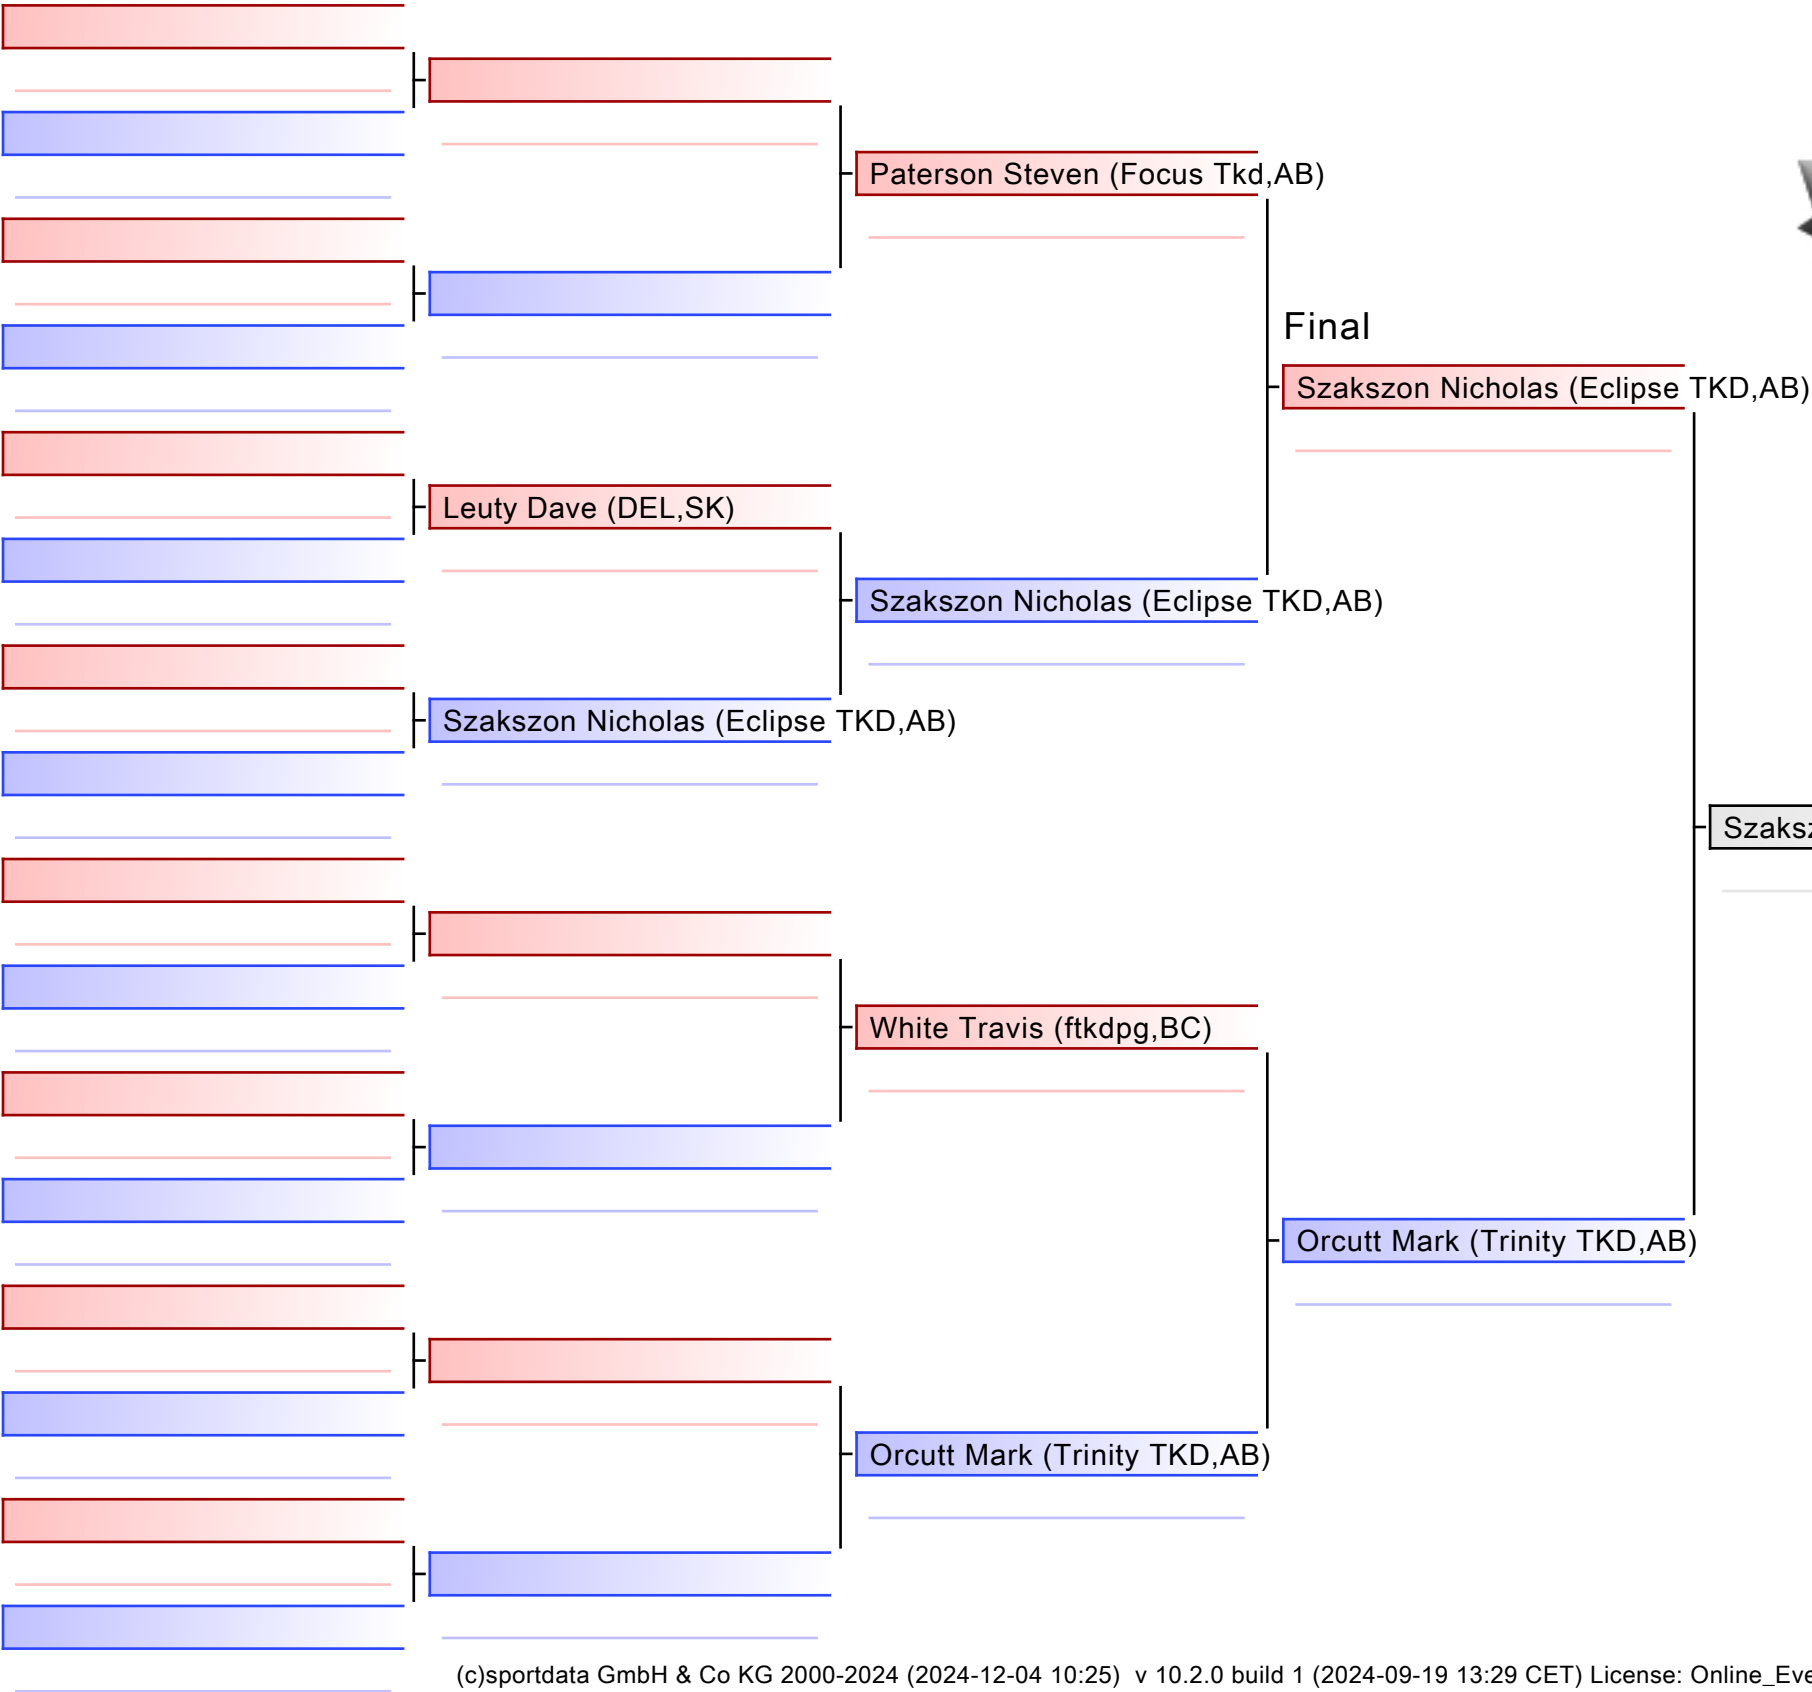 Paterson Steven (Focus Tkd,AB)
Final
Szakszon Nicholas (Eclipse TKD,AB)
Leuty Dave (DEL,SK)
Szakszon Nicholas (Eclipse TKD,AB)
Szakszon Nicholas (Eclipse TKD,AB)
White Travis (ftkdpg,BC)
Orcutt Mark (Trinity TKD,AB)
Orcutt Mark (Trinity TKD,AB)
(c)sportdata GmbH & Co KG 2000-2024 (2024-12-04 10:25) v 10.2.0 build 1 (2024-09-19 13:29 CET) License: